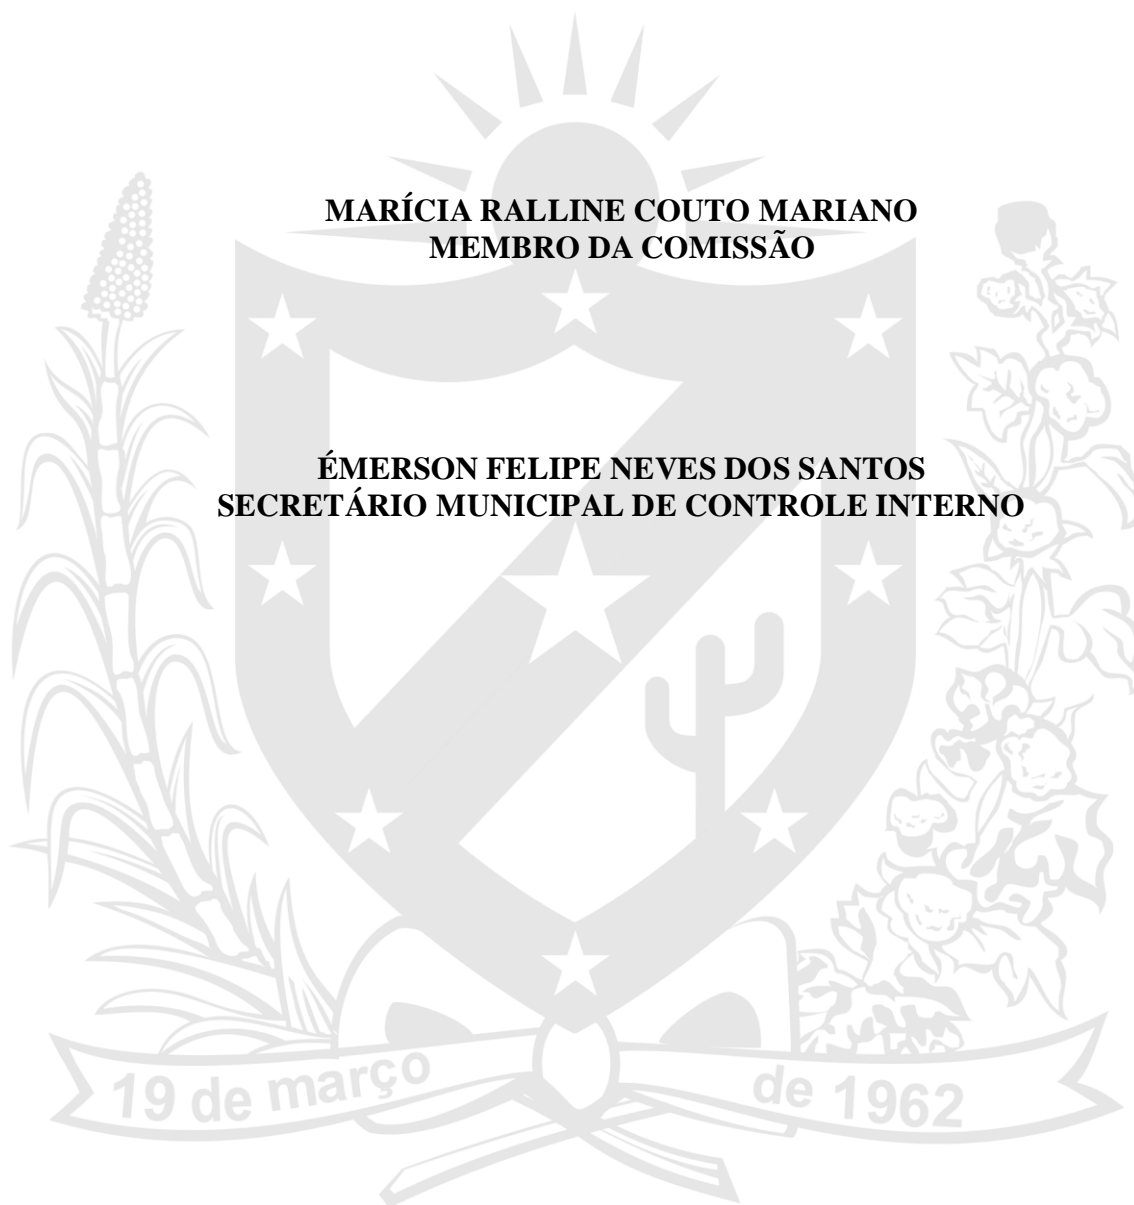 MARÍCIA RALLINE COUTO MARIANO
MEMBRO DA COMISSÃO
ÉMERSON FELIPE NEVES DOS SANTOS
SECRETÁRIO MUNICIPAL DE CONTROLE INTERNO
19 de março de 1962